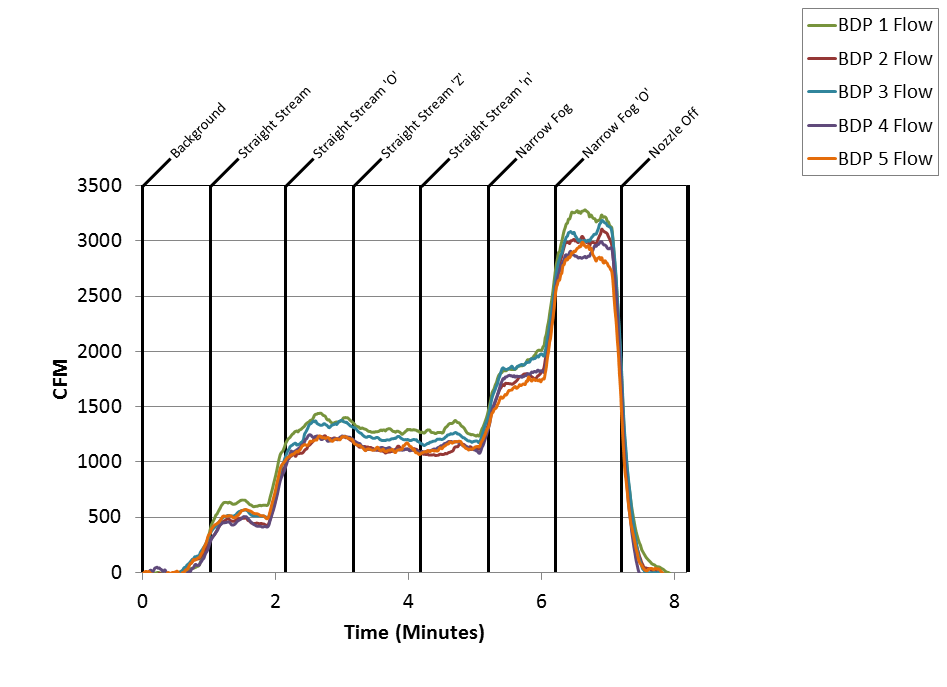 BDP 1 Flow
BDP 2 Flow
BDP 3 Flow
BDP 4 Flow
BDP 5 Flow
Background
Straight Stream
Straight Stream 'O'
Straight Stream 'Z'
Straight Stream 'n'
Narrow Fog
Narrow Fog 'O'
Nozzle Off
3500
3000
2500
2000
1500
1000
500
0
CFM
0 2 4 6 8
Time (Minutes)